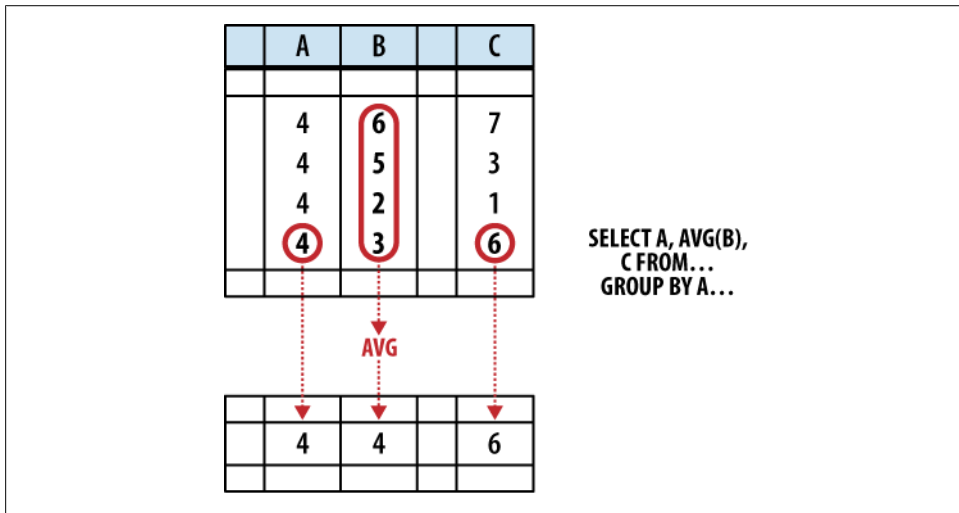 A B C
4 6 7
4 5 3
4 2 1
4 3 6
SELECT A, AVG(B),
C FROM...
GROUP BY A...
AVG
4 4 6